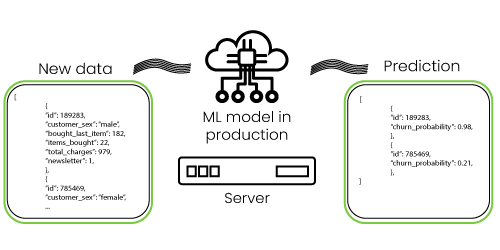 New data
[
{
"id": 189283,
"customer_sex": "male",
"bought_last_item": 182,
"items_bought": 22,
"total_charges": 979,
"newsletter": 1,
},
{
"id": 785469,
"customer_sex": "female",
...
ML model in
production
Server
Prediction
[
{
"id": 189283,
"churn_probability": 0.98,
},
{
"id": 785469,
"churn_probability": 0.21,
},
]